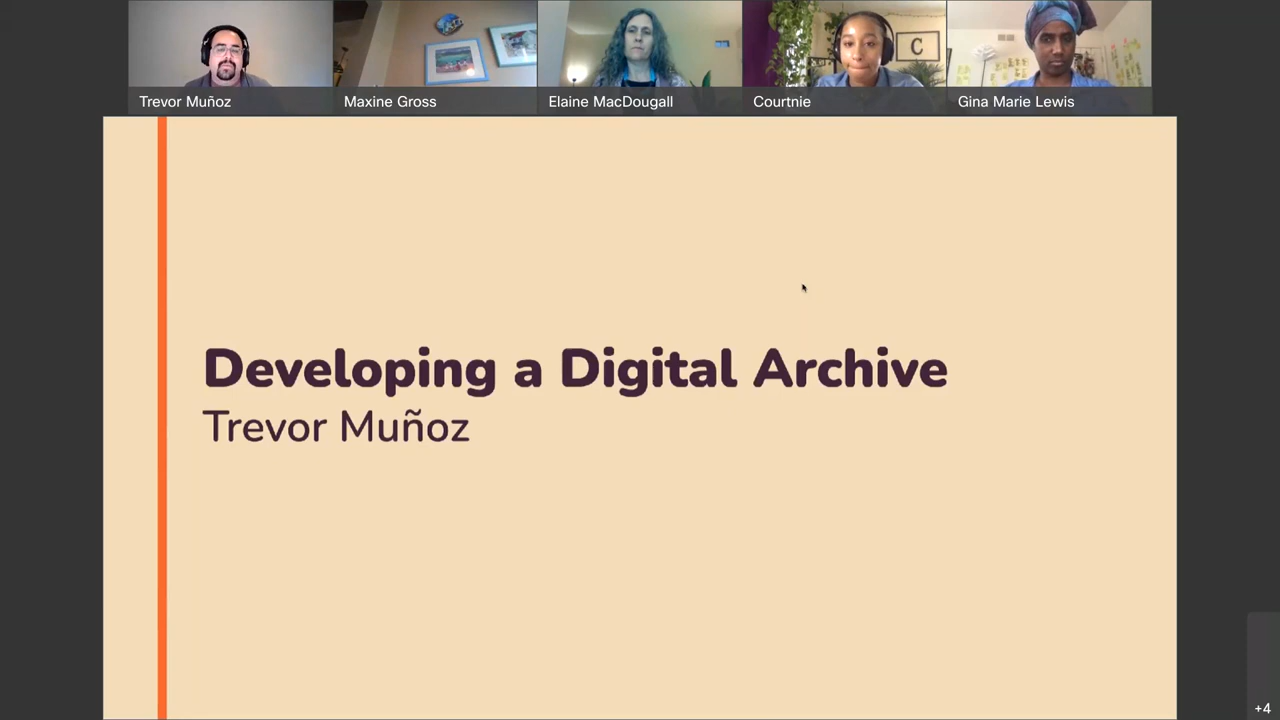 Trevor Muñoz
Maxine Gross
Elaine MacDougall
Courtnie
Gina Marie Lewis
C
Developing a Digital Archive
Trevor Muñoz
+4